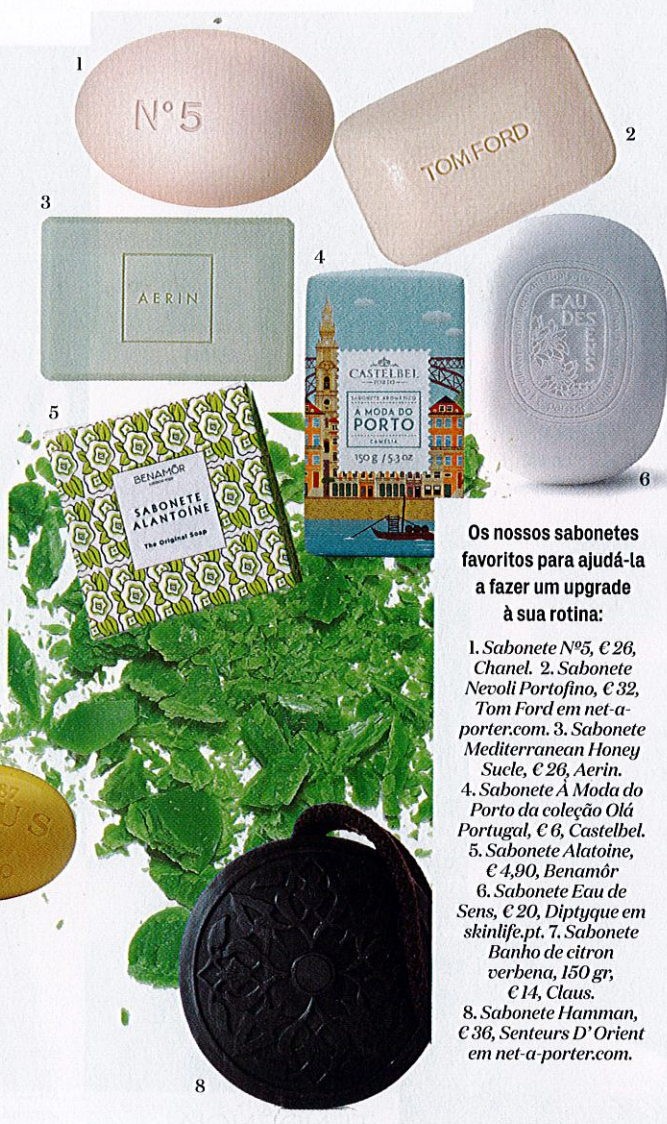 1
N°5
TOM FORD
2
3
AERIN
4
CASTELBEL
PORTO
SABONETE AROMÁTICO
À MODA DO
PORTO
CAMÉLIA
150 g / 5.3 oz
EAU
DES
SENS
6
5
BENAMÔR
SABONETE
ALANTOÍNE
The Original Soap
Os nossos sabonetes
favoritos para ajudá-la
a fazer um upgrade
à sua rotina:
1. Sabonete Nº5, € 26,
Chanel. 2. Sabonete
Nevoli Portofino, € 32,
Tom Ford em net-a-
porter.com. 3. Sabonete
Mediterranean Honey
Sucle, € 26, Aerin.
4. Sabonete À Moda do
Porto da coleção Olá
Portugal, € 6, Castelbel.
5. Sabonete Alatoine,
€ 4,90, Benamôr
6. Sabonete Eau de
Sens, € 20, Diptyque em
skinlife.pt. 7. Sabonete
Banho de citron
verbena, 150 gr,
€ 14, Claus.
8. Sabonete Hamman,
€ 36, Senteurs D' Orient
em net-a-porter.com.
87
US
8